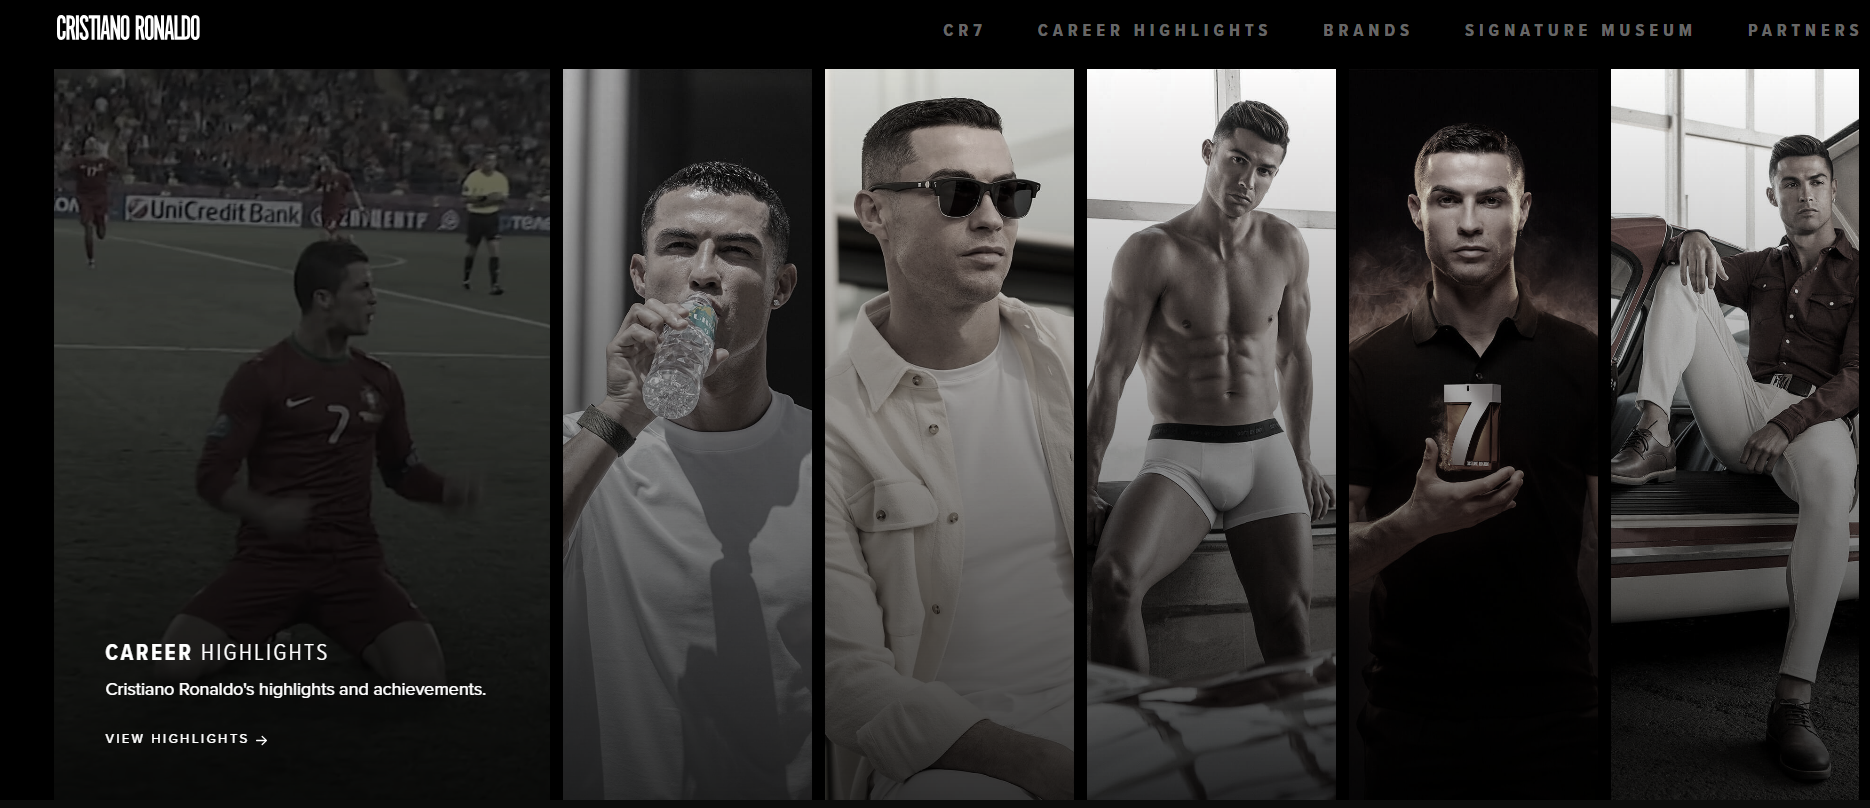 CRISTIANO RONALDO
CR7
CAREER HIGHLIGHTS
BRANDS
SIGNATURE MUSEUM
PARTNERS
17
UniCredit Bank
7
7
CAREER HIGHLIGHTS
Cristiano Ronaldo's highlights and achievements.
VIEW HIGHLIGHTS →